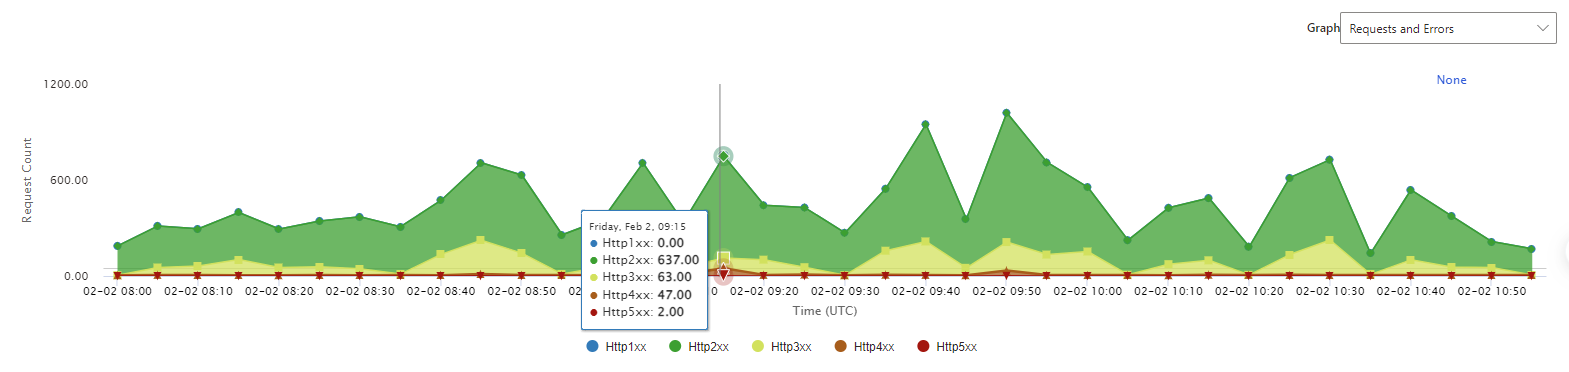 Graph Requests and Errors
None
1200.00
600.00
0.00
Request Count
Friday, Feb 2, 09:15
Http1xx: 0.00
Http2xx: 637.00
Http3xx: 63.00
Http4xx: 47.00
Http5xx: 2.00
02-02 08:00 02-02 08:10 02-02 08:20 02-02 08:30 02-02 08:40 02-02 08:50 02-02 09:20 02-02 09:30 02-02 09:40 02-02 09:50 02-02 10:00 02-02 10:10 02-02 10:20 02-02 10:30 02-02 10:40 02-02 10:50
Time (UTC)
Http1xx Http2xx Http3xx Http4xx Http5xx